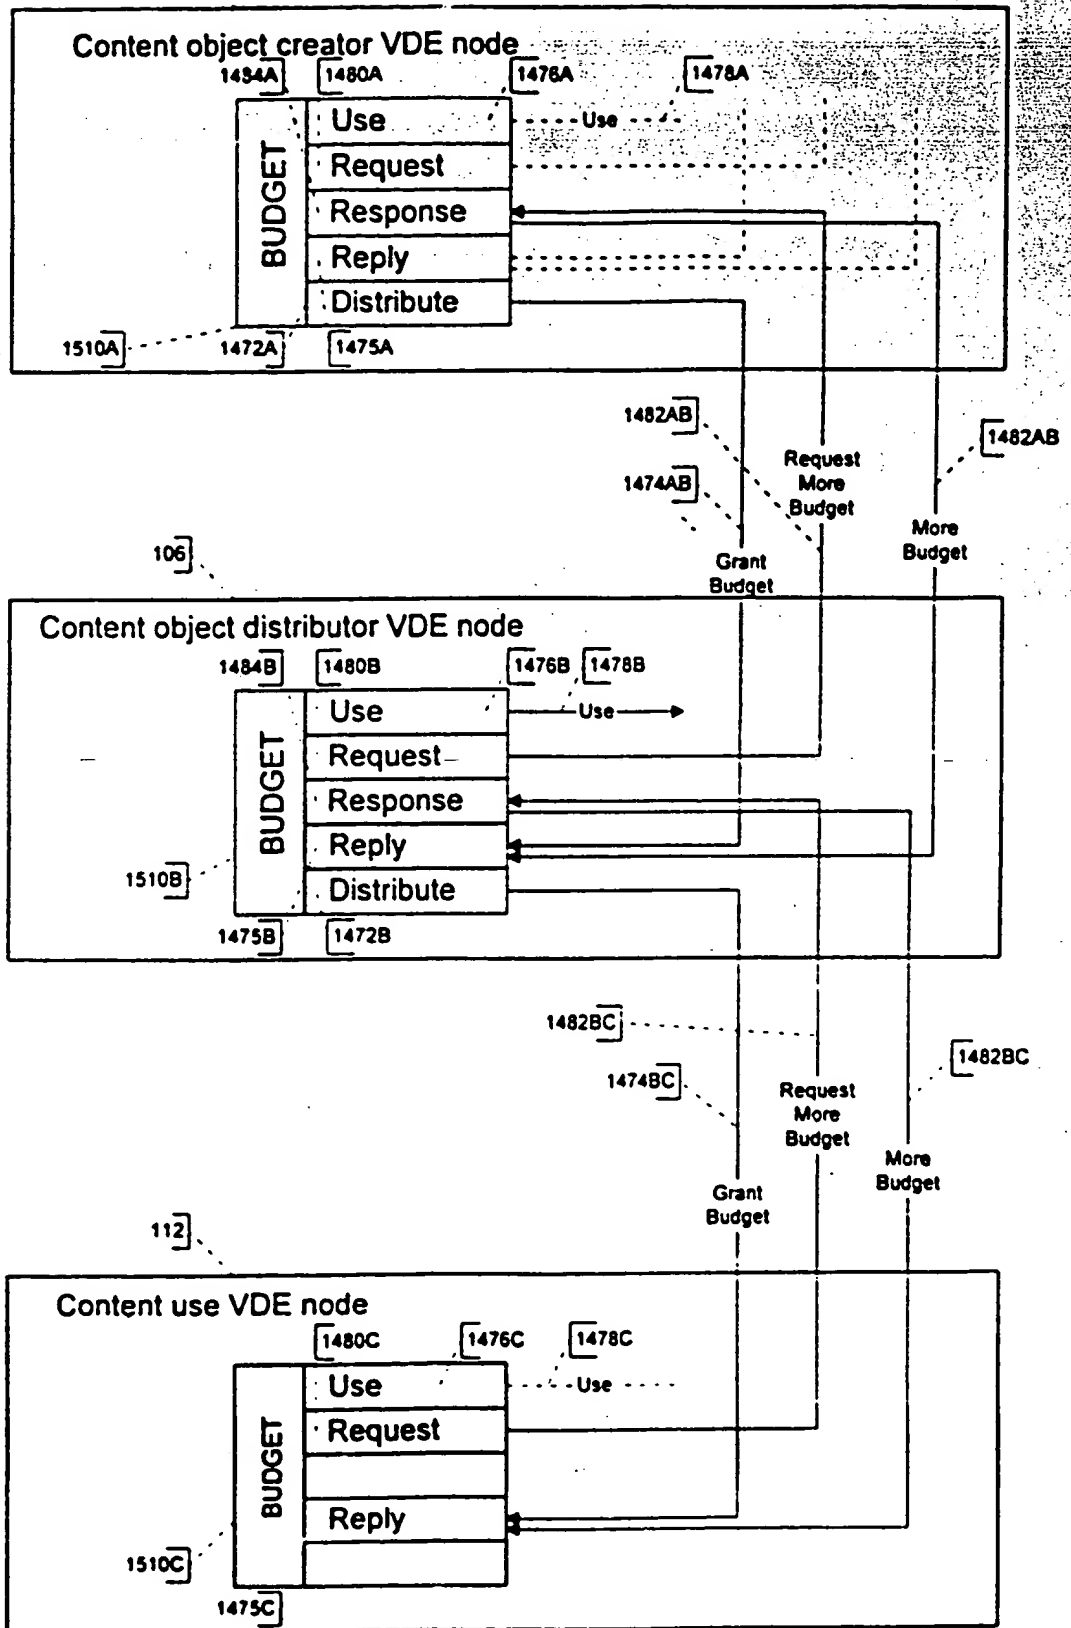 Content object creator VDE node
1484A
1480A
1476A
1478A
BUDGET
Use
Use
Request
Response
Reply
Distribute
1510A
1472A
1475A
1482AB
1474AB
Request
More
Budget
1482AB
More
Budget
Grant
Budget
106
Content object distributor VDE node
1484B
1480B
1476B
1478B
BUDGET
Use
Use
Request
Response
Reply
Distribute
1510B
1475B
1472B
1482BC
1474BC
1482BC
Request
More
Budget
More
Budget
Grant
Budget
112
Content use VDE node
1480C
1476C
1478C
BUDGET
Use
Use
Request
Reply
1510C
1475C